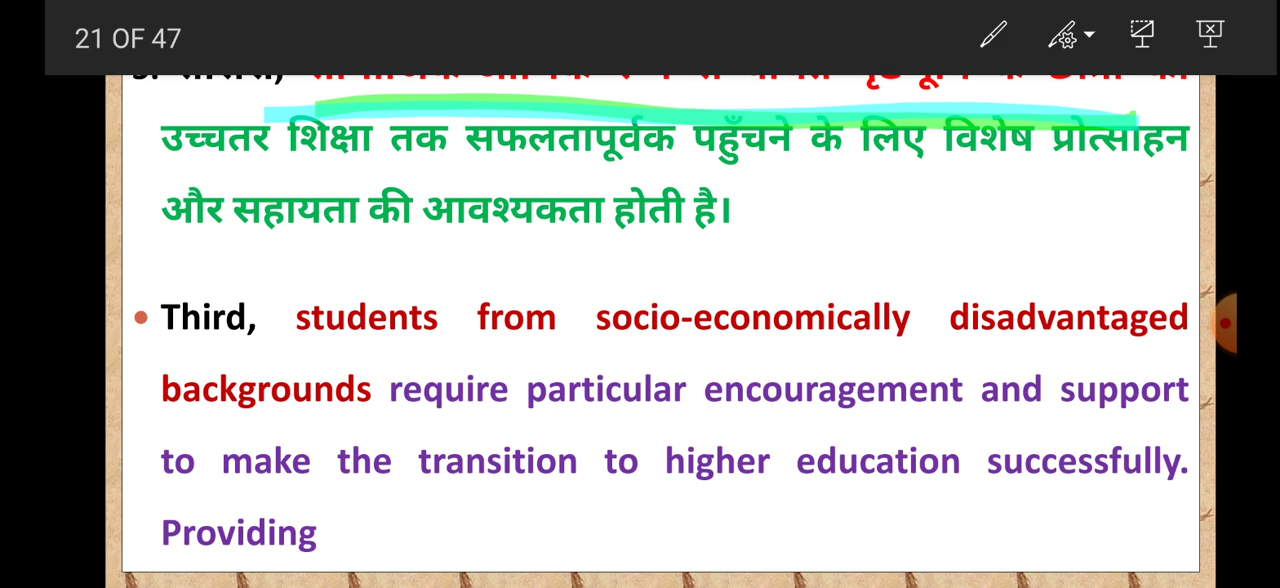 21 OF 47
उच्चतर शिक्षा तक सफलतापूर्वक पहुँचने के लिए विशेष प्रोत्साहन
और सहायता की आवश्यकता होती है।
• Third, students from socio-economically disadvantaged
backgrounds require particular encouragement and support
to make the transition to higher education successfully.
Providing